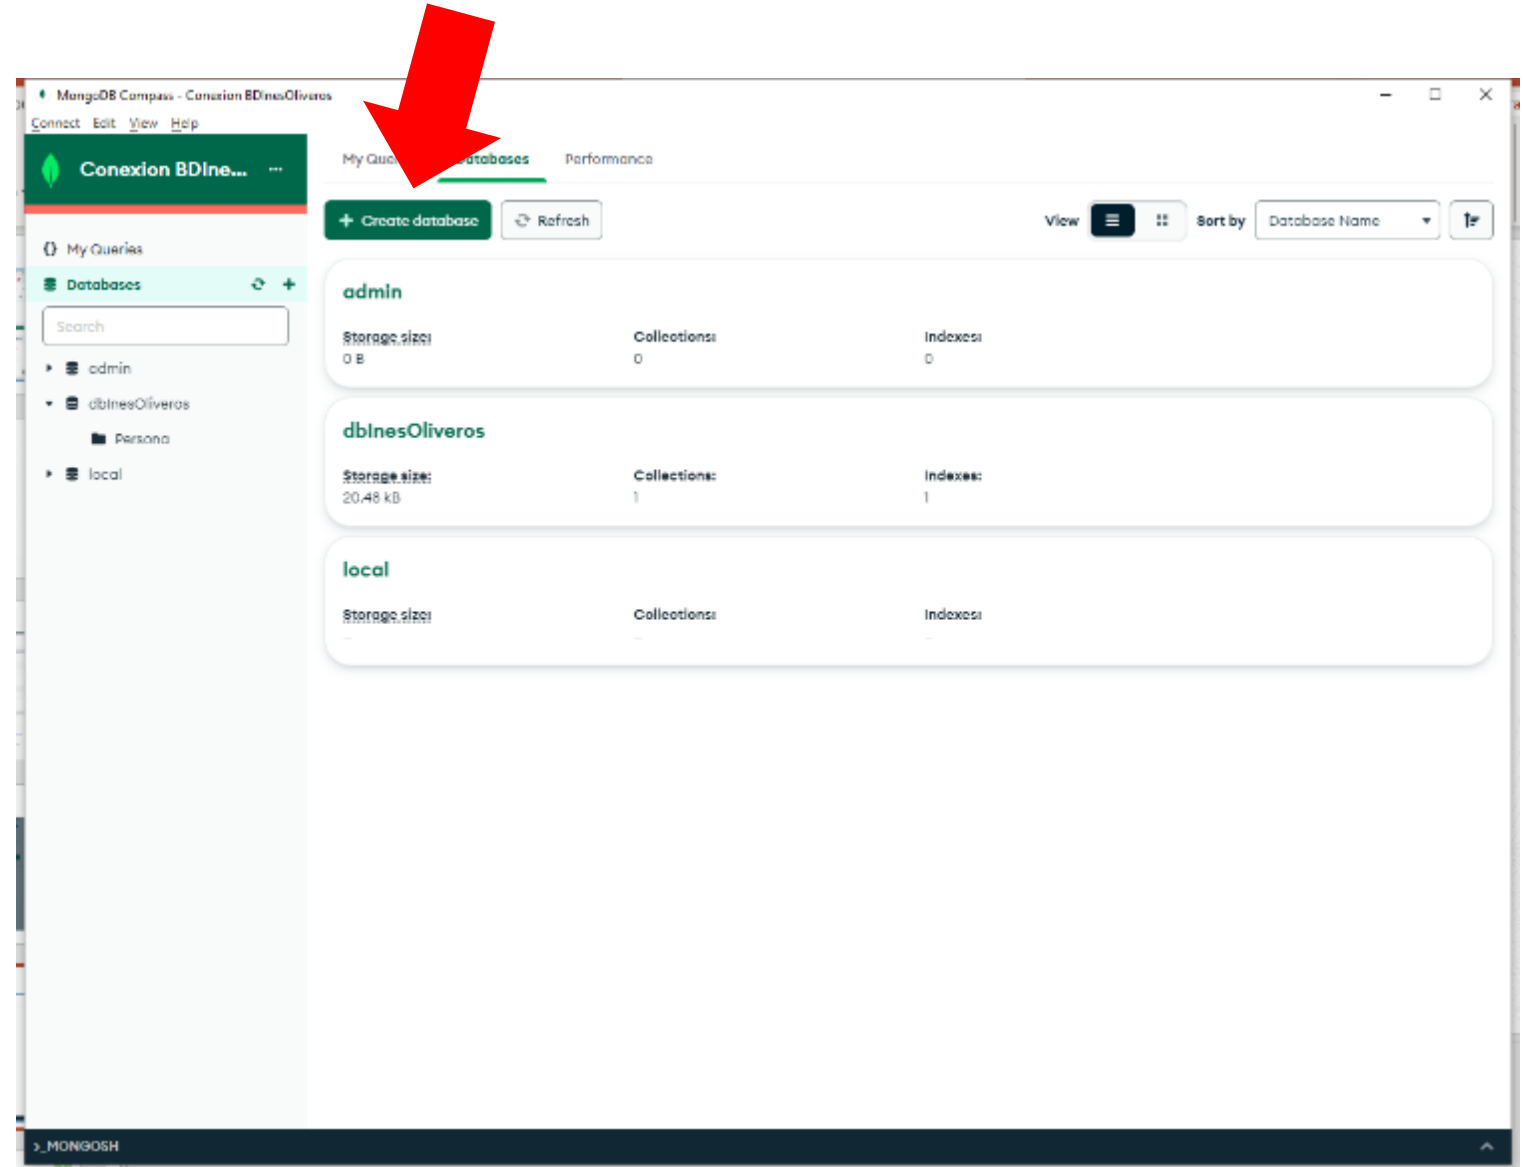 MongoDB Compass - Conexion BDInesOliveros
Connect Edit View Help
Conexion BDIne... ...
My Databases Performance
+ Create database Refresh
View Sort by Database Name
{} My Queries
Databases
Search
admin
dbInesOliveros
Persona
local
admin
Storage size: Collections: Indexes:
0 B 0 0
dbInesOliveros
Storage size: Collections: Indexes:
20.48 kB 1 1
local
Storage size: Collections: Indexes:
- - -
>_MONGOSH